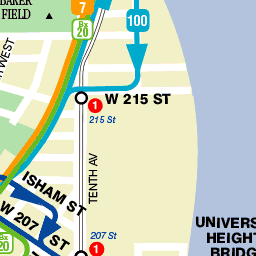 BAKER
FIELD
7
Bx
20
100
WEST
1
W 215 ST
215 St
TENTH AV
ISHAM ST
W 207 ST
Bx
20
207 St
1
UNIVERS
HEIGHT
BRIDG